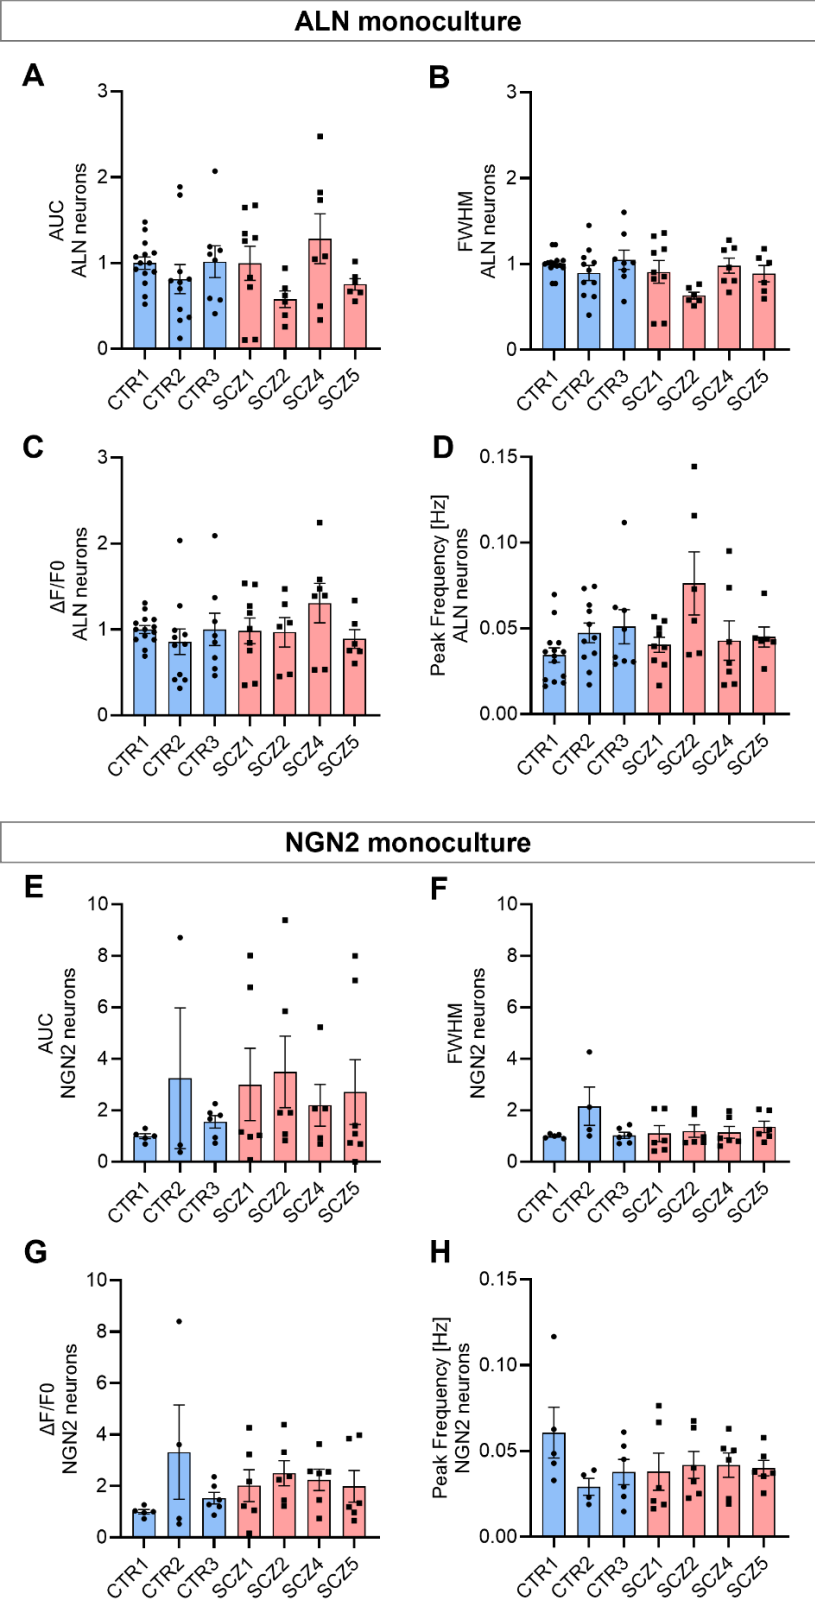 ALN monoculture
A
3
2
1
0
AUC
ALN neurons
CTR1
CTR2
CTR3
SCZ1
SCZ2
SCZ4
SCZ5
B
3
2
1
0
FWHM
ALN neurons
CTR1
CTR2
CTR3
SCZ1
SCZ2
SCZ4
SCZ5
C
3
2
1
0
ΔF/F0
ALN neurons
CTR1
CTR2
CTR3
SCZ1
SCZ2
SCZ4
SCZ5
D
0.15
0.10
0.05
0.00
Peak Frequency [Hz]
ALN neurons
CTR1
CTR2
CTR3
SCZ1
SCZ2
SCZ4
SCZ5
NGN2 monoculture
E
10
8
6
4
2
0
AUC
NGN2 neurons
CTR1
CTR2
CTR3
SCZ1
SCZ2
SCZ4
SCZ5
F
10
8
6
4
2
0
FWHM
NGN2 neurons
CTR1
CTR2
CTR3
SCZ1
SCZ2
SCZ4
SCZ5
G
10
8
6
4
2
0
ΔF/F0
NGN2 neurons
CTR1
CTR2
CTR3
SCZ1
SCZ2
SCZ4
SCZ5
H
0.15
0.10
0.05
0.00
Peak Frequency [Hz]
NGN2 neurons
CTR1
CTR2
CTR3
SCZ1
SCZ2
SCZ4
SCZ5